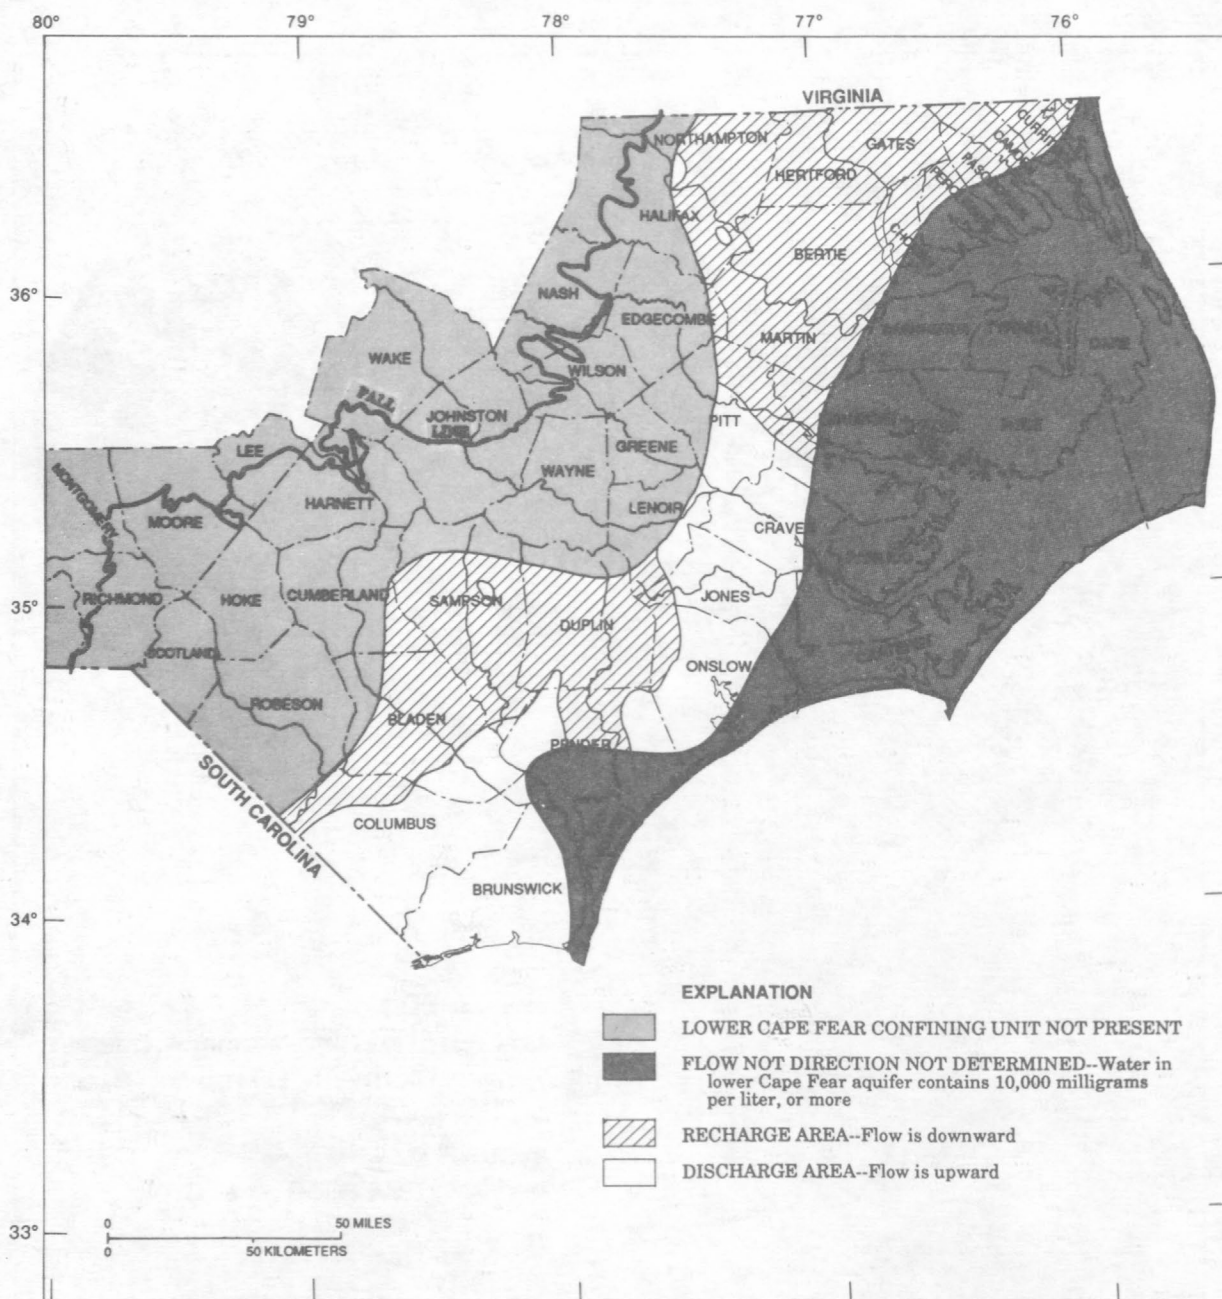 80°
79°
78°
77°
76°
VIRGINIA
NORTHAMPTON
GATES
HERTFORD
HALIFAX
BERTIE
36°
NASH
EDGECOMBE
MARTIN
WAKE
WILSON
DARE
FALL
JOHNSTON
LINE
PITT
LEE
GREENE
WAYNE
MONTGOMERY
HARNETT
MOORE
LENOIR
CRAVEN
35°
RICHMOND
HOKE
CUMBERLAND
SAMPSON
JONES
DUPLIN
SCOTLAND
ONSLOW
ROBESON
BLADEN
PENDER
SOUTH CAROLINA
COLUMBUS
BRUNSWICK
34°
EXPLANATION
LOWER CAPE FEAR CONFINING UNIT NOT PRESENT
FLOW NOT DIRECTION NOT DETERMINED--Water in
lower Cape Fear aquifer contains 10,000 milligrams
per liter, or more
RECHARGE AREA--Flow is downward
DISCHARGE AREA--Flow is upward
33°
0 50 MILES
0 50 KILOMETERS